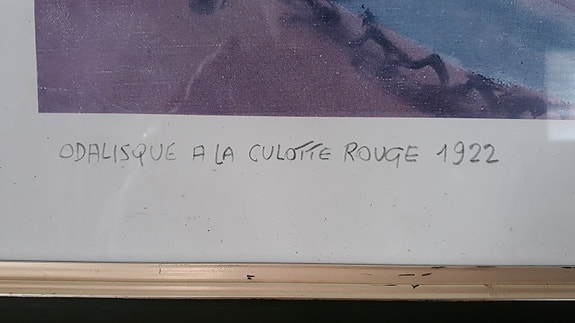 ODALISQUE A LA CULOTTE ROUGE 1922